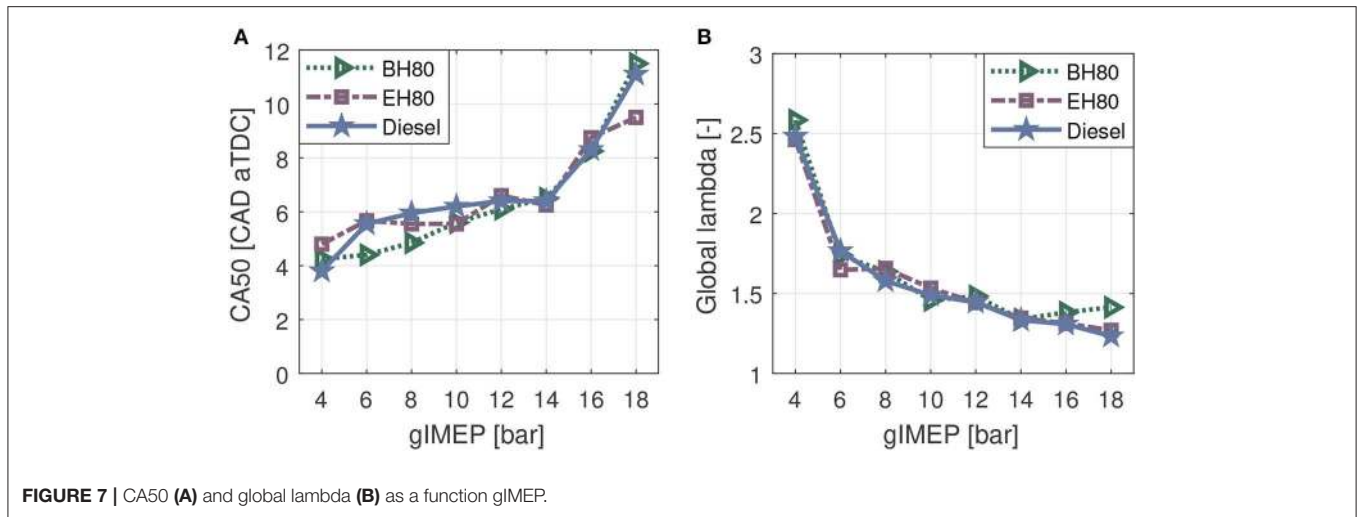 A
12
10
8
6
4
2
0
CA50 [CAD aTDC]
BH80
EH80
Diesel
4 6 8 10 12 14 16 18
gIMEP [bar]
B
3
2.5
2
1.5
1
Global lambda [-]
BH80
EH80
Diesel
4 6 8 10 12 14 16 18
gIMEP [bar]
FIGURE 7 | CA50 (A) and global lambda (B) as a function gIMEP.